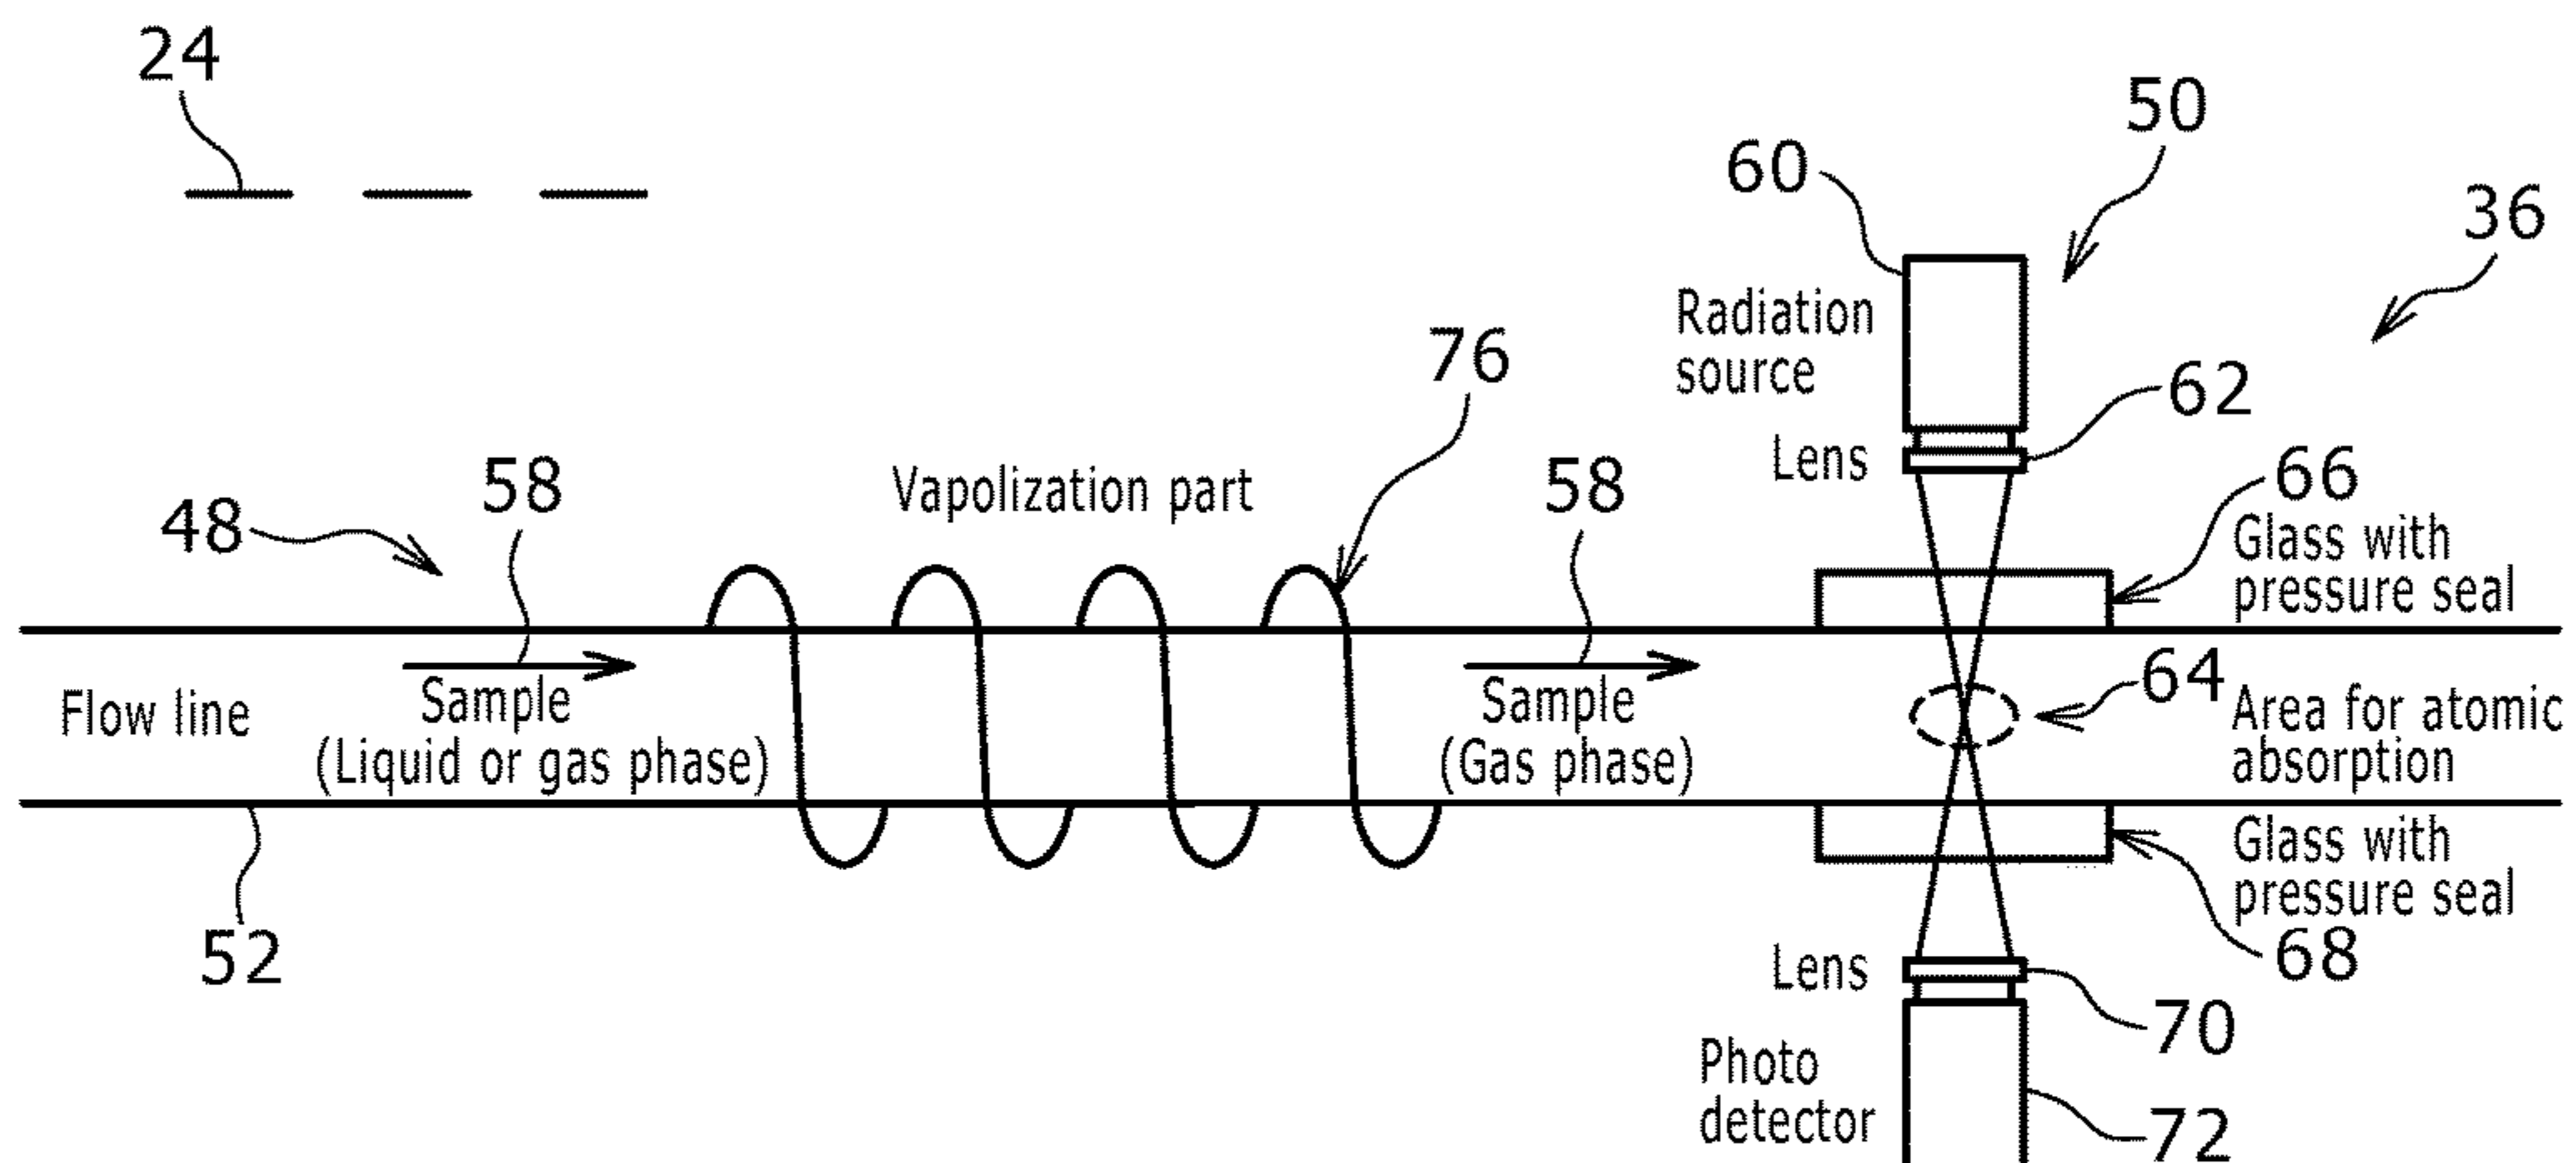 24
50
60
36
Radiation
source
76
62
Lens
66
58
Vapolization part
58
48
Glass with
pressure seal
64
Flow line
Sample
(Liquid or gas phase)
Sample
(Gas phase)
Area for atomic
absorption
Glass with
pressure seal
52
68
Lens
70
Photo
detector
72